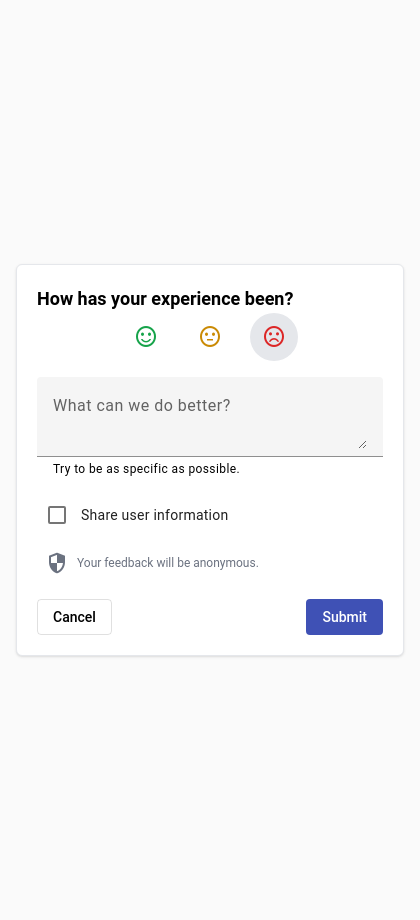 How has your experience been?
What can we do better?
Try to be as specific as possible.
Share user information
Your feedback will be anonymous.
Cancel
Submit